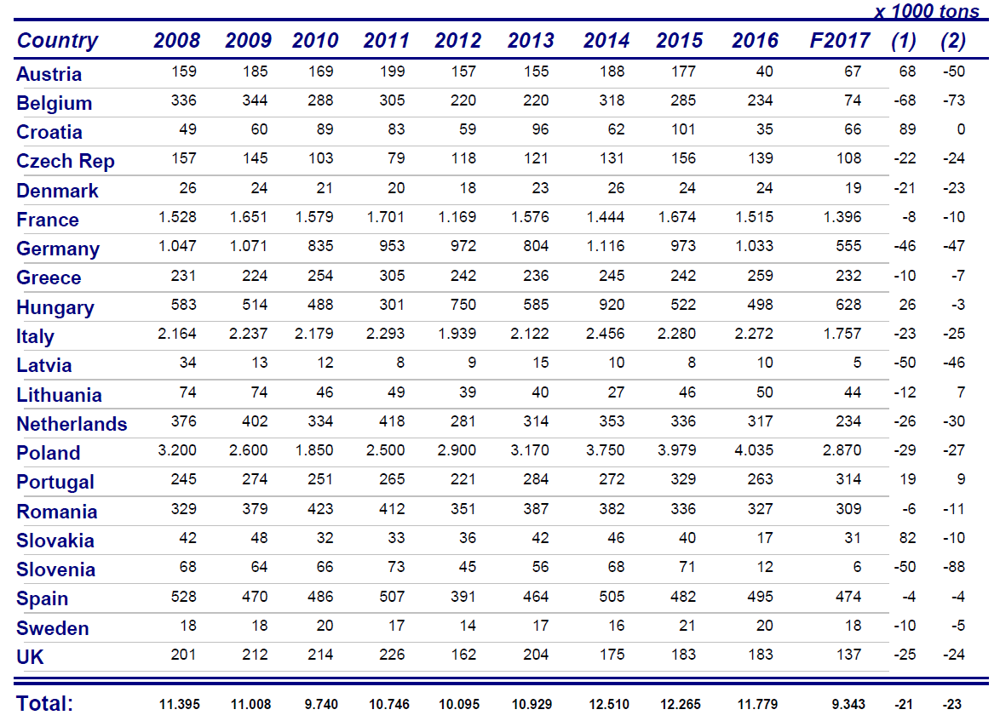 x 1000 tons
Country 2008 2009 2010 2011 2012 2013 2014 2015 2016 F2017 (1) (2)
Austria 159 185 169 199 157 155 188 177 40 67 68 -50
Belgium 336 344 288 305 220 220 318 285 234 74 -68 -73
Croatia 49 60 89 83 59 96 62 101 35 66 89 0
Czech Rep 157 145 103 79 118 121 131 156 139 108 -22 -24
Denmark 26 24 21 20 18 23 26 24 24 19 -21 -23
France 1.528 1.651 1.579 1.701 1.169 1.576 1.444 1.674 1.515 1.396 -8 -10
Germany 1.047 1.071 835 953 972 804 1.116 973 1.033 555 -46 -47
Greece 231 224 254 305 242 236 245 242 259 232 -10 -7
Hungary 583 514 488 301 750 585 920 522 498 628 26 -3
Italy 2.164 2.237 2.179 2.293 1.939 2.122 2.456 2.280 2.272 1.757 -23 -25
Latvia 34 13 12 8 9 15 10 8 10 5 -50 -46
Lithuania 74 74 46 49 39 40 27 46 50 44 -12 7
Netherlands 376 402 334 418 281 314 353 336 317 234 -26 -30
Poland 3.200 2.600 1.850 2.500 2.900 3.170 3.750 3.979 4.035 2.870 -29 -27
Portugal 245 274 251 265 221 284 272 329 263 314 19 9
Romania 329 379 423 412 351 387 382 336 327 309 -6 -11
Slovakia 42 48 32 33 36 42 46 40 17 31 82 -10
Slovenia 68 64 66 73 45 56 68 71 12 6 -50 -88
Spain 528 470 486 507 391 464 505 482 495 474 -4 -4
Sweden 18 18 20 17 14 17 16 21 20 18 -10 -5
UK 201 212 214 226 162 204 175 183 183 137 -25 -24
Total: 11.395 11.008 9.740 10.746 10.095 10.929 12.510 12.265 11.779 9.343 -21 -23